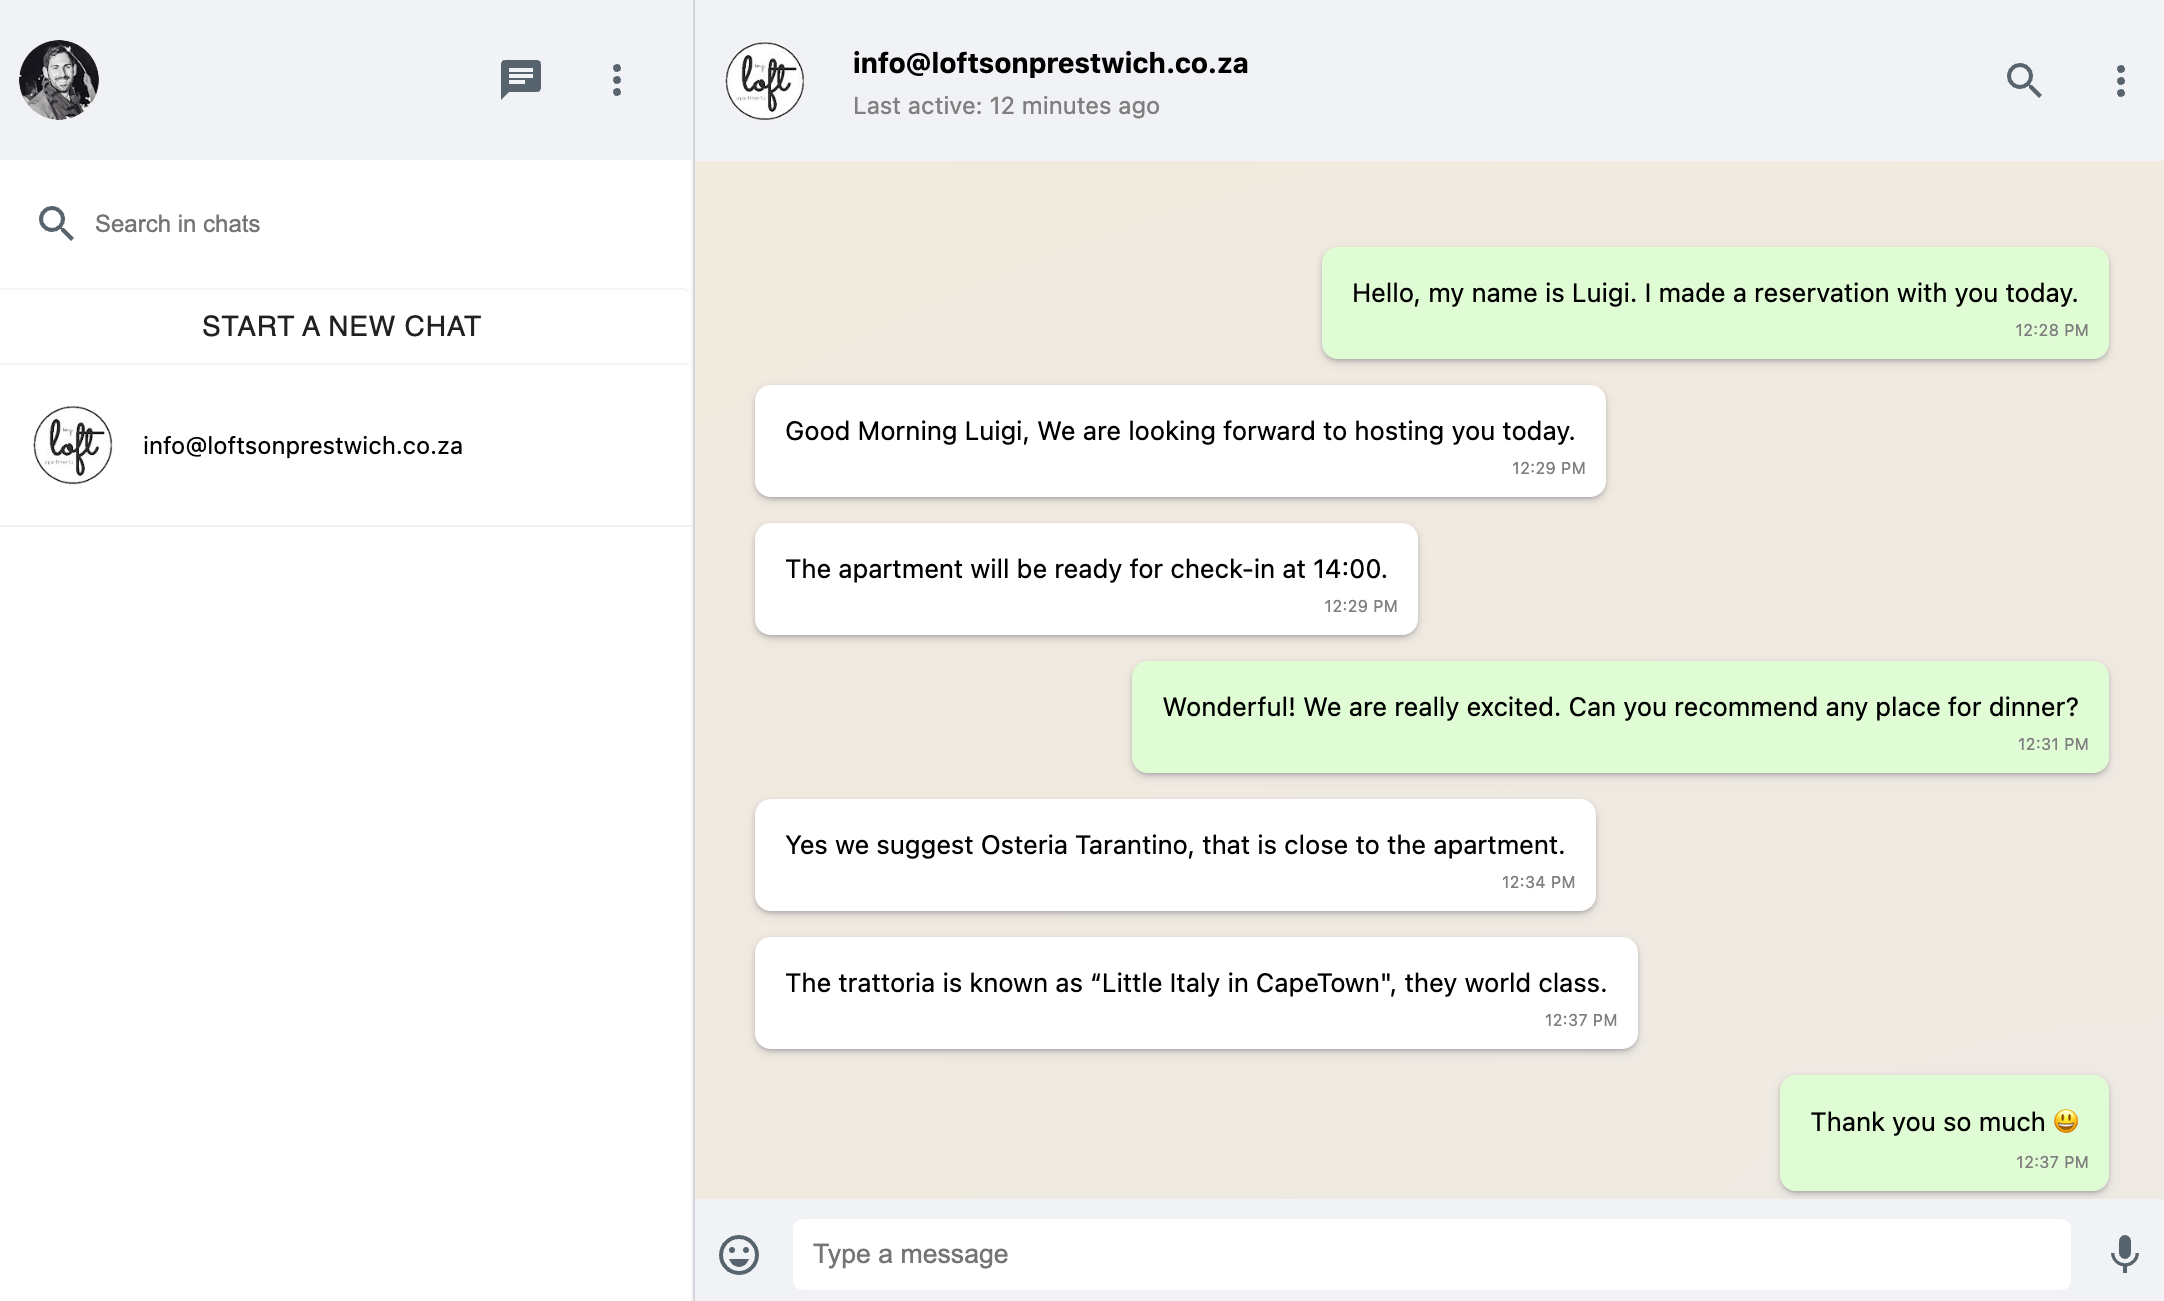 Search in chats
START A NEW CHAT
loft
info@loftsonprestwich.co.za
loft
info@loftsonprestwich.co.za
Last active: 12 minutes ago
Hello, my name is Luigi. I made a reservation with you today.
12:28 PM
Good Morning Luigi, We are looking forward to hosting you today.
12:29 PM
The apartment will be ready for check-in at 14:00.
12:29 PM
Wonderful! We are really excited. Can you recommend any place for dinner?
12:31 PM
Yes we suggest Osteria Tarantino, that is close to the apartment.
12:34 PM
The trattoria is known as “Little Italy in CapeTown", they world class.
12:37 PM
Thank you so much 😃
12:37 PM
Type a message